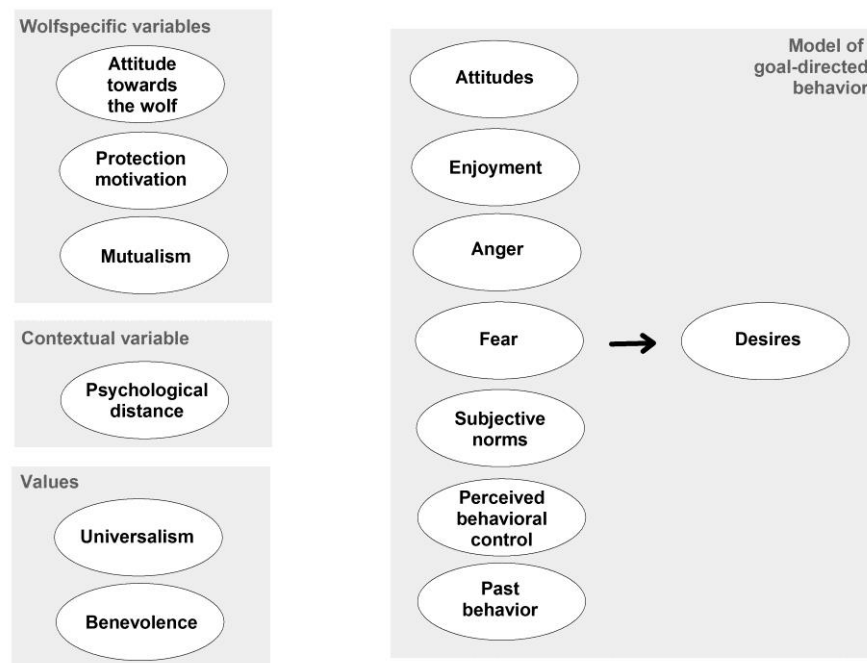 Wolfspecific variables
Attitude
towards
the wolf
Protection
motivation
Mutualism
Contextual variable
Psychological
distance
Values
Universalism
Benevolence
Model of
goal-directed
behavior
Attitudes
Enjoyment
Anger
Fear
Subjective
norms
Perceived
behavioral
control
Past
behavior
Desires